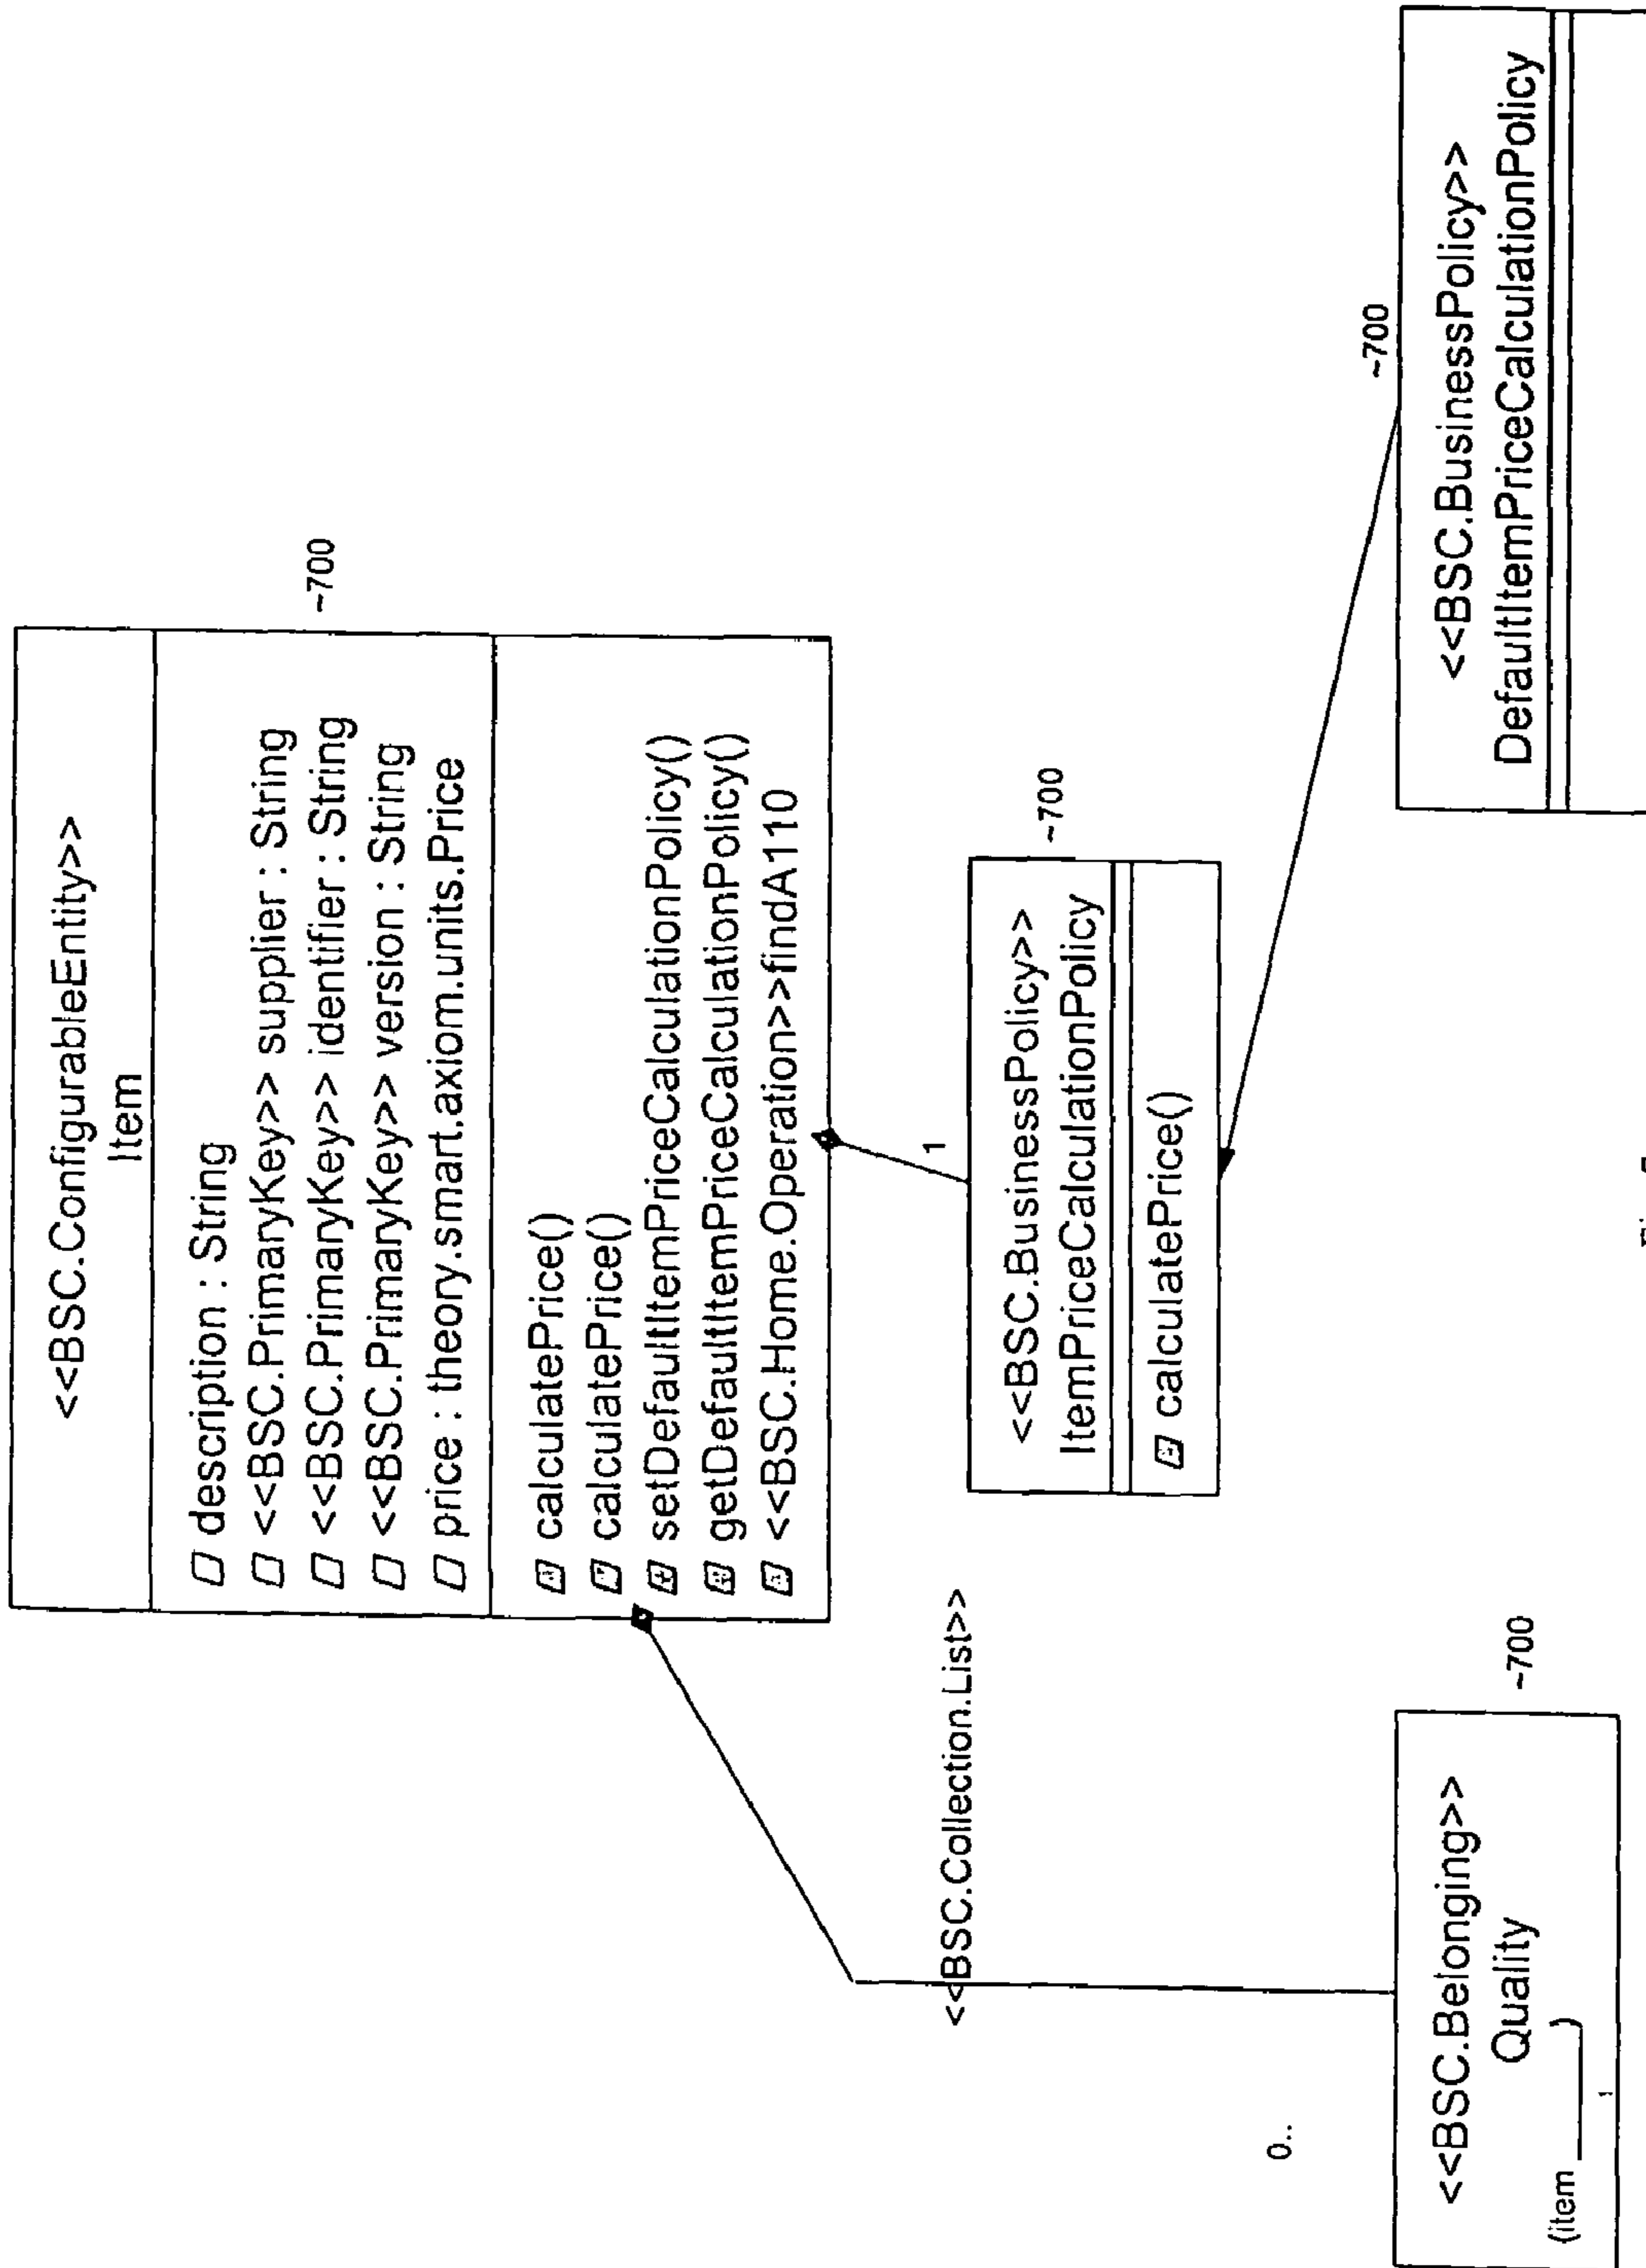 <<BSC.ConfigurableEntity>>
Item
description : String
<<BSC.PrimaryKey>> supplier : String
<<BSC.PrimaryKey>> identifier : String
<<BSC.PrimaryKey>> version : String
price : theory.smart.axiom.units.Price
calculatePrice()
calculatePrice()
setDefaultItemPriceCalculationPolicy()
getDefaultItemPriceCalculationPolicy()
<<BSC.Home.Operation>>findA110
~700
<<BSC.Collection.List>>
1
<<BSC.BusinessPolicy>>
ItemPriceCalculationPolicy
calculatePrice()
~700
0..
<<BSC.Belonging>>
Quality
(item )
1
~700
~700
<<BSC.BusinessPolicy>>
DefaultItemPriceCalculationPolicy